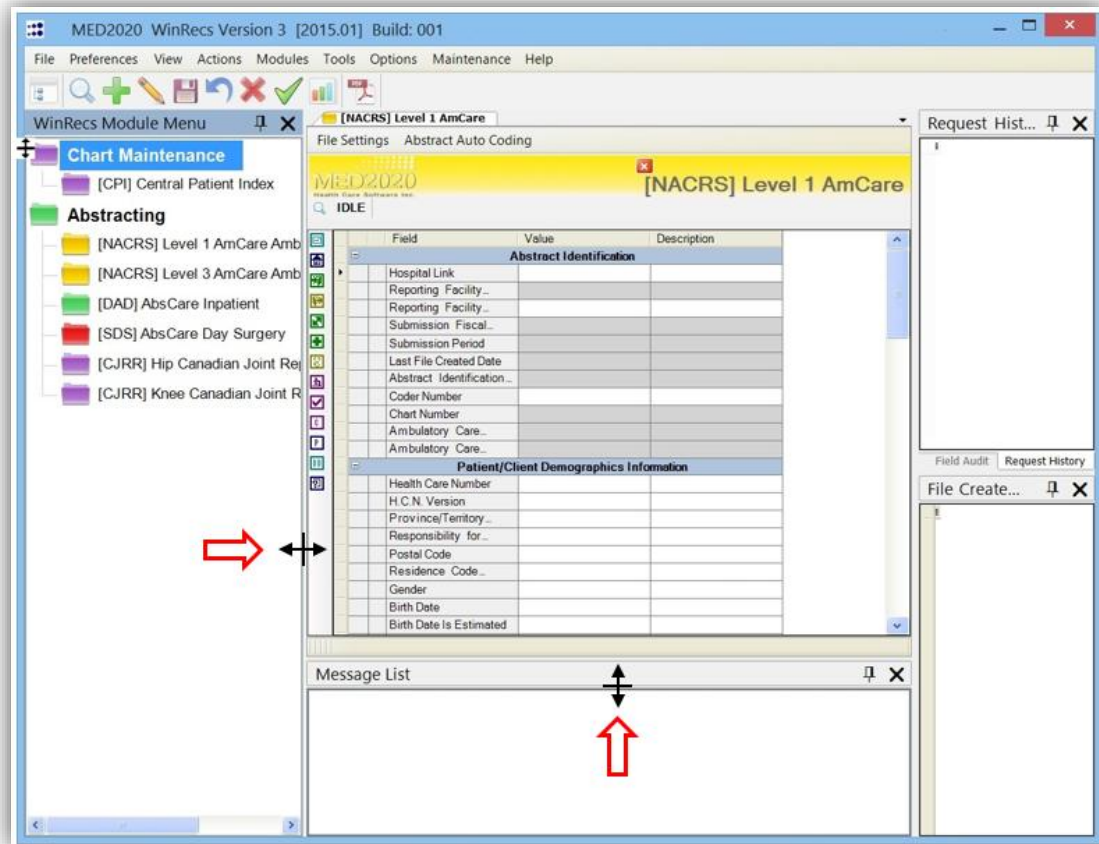 MED2020 WinRecs Version 3 [2015.01] Build: 001
File Preferences View Actions Modules Tools Options Maintenance Help
PDF
WinRecs Module Menu
Chart Maintenance
[CPI] Central Patient Index
Abstracting
[NACRS] Level 1 AmCare Amb
[NACRS] Level 3 AmCare Amb
[DAD] AbsCare Inpatient
[SDS] AbsCare Day Surgery
[CJRR] Hip Canadian Joint Re
[CJRR] Knee Canadian Joint R
[NACRS] Level 1 AmCare
File Settings Abstract Auto Coding
MED2020
Health Care Software Inc.
[NACRS] Level 1 AmCare
IDLE
Field Value Description
Abstract Identification
Hospital Link
Reporting Facility...
Reporting Facility...
Submission Fiscal...
Submission Period
Last File Created Date
Abstract Identification...
Coder Number
Chart Number
Ambulatory Care...
Ambulatory Care...
Patient/Client Demographics Information
Health Care Number
H.C.N. Version
Province/Territory...
Responsibility for...
Postal Code
Residence Code...
Gender
Birth Date
Birth Date Is Estimated
Message List
Request Hist...
Field Audit Request History
File Create...